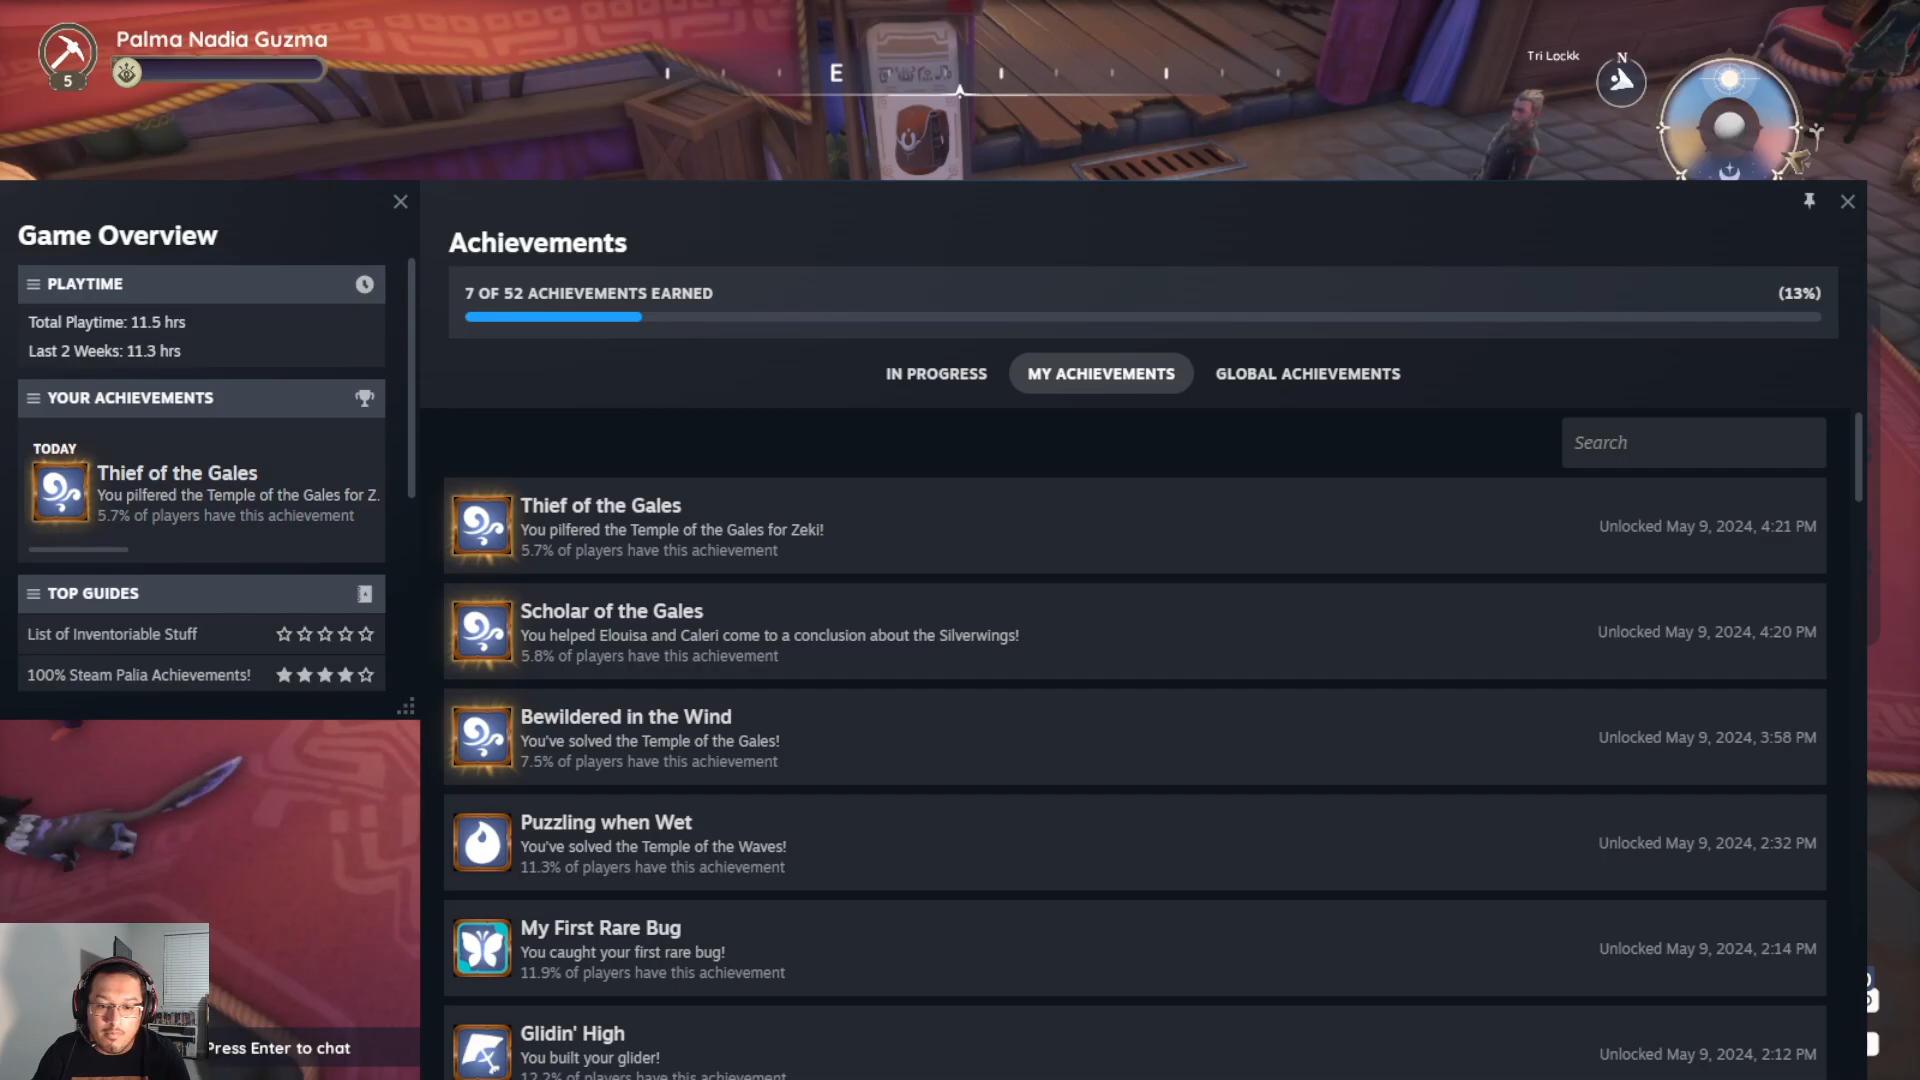 Palma Nadia Guzma
5
E
Tri Lockk
N
Game Overview
PLAYTIME
Total Playtime: 11.5 hrs
Last 2 Weeks: 11.3 hrs
YOUR ACHIEVEMENTS
TODAY
Thief of the Gales
You pilfered the Temple of the Gales for Z.
5.7% of players have this achievement
TOP GUIDES
List of Inventoriable Stuff
100% Steam Palia Achievements!
Achievements
7 OF 52 ACHIEVEMENTS EARNED
(13%)
IN PROGRESS
MY ACHIEVEMENTS
GLOBAL ACHIEVEMENTS
Search
Thief of the Gales
You pilfered the Temple of the Gales for Zeki!
5.7% of players have this achievement
Unlocked May 9, 2024, 4:21 PM
Scholar of the Gales
You helped Elouisa and Caleri come to a conclusion about the Silverwings!
5.8% of players have this achievement
Unlocked May 9, 2024, 4:20 PM
Bewildered in the Wind
You've solved the Temple of the Gales!
7.5% of players have this achievement
Unlocked May 9, 2024, 3:58 PM
Puzzling when Wet
You've solved the Temple of the Waves!
11.3% of players have this achievement
Unlocked May 9, 2024, 2:32 PM
My First Rare Bug
You caught your first rare bug!
11.9% of players have this achievement
Unlocked May 9, 2024, 2:14 PM
Glidin' High
You built your glider!
12.2% of players have this achievement
Unlocked May 9, 2024, 2:12 PM
Press Enter to chat